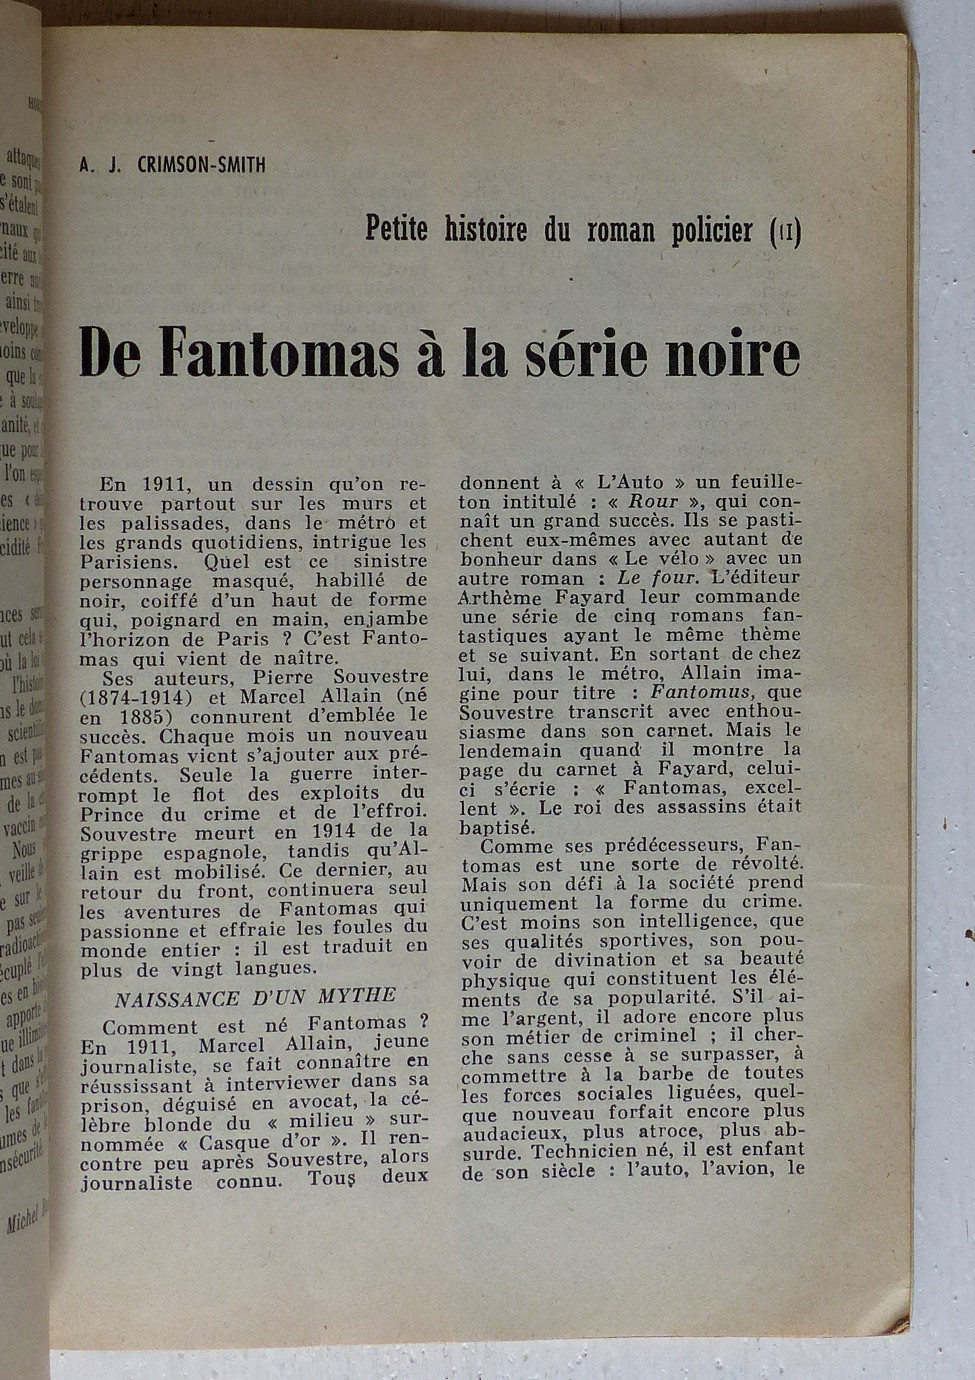 A. J. CRIMSON-SMITH
Petite histoire du roman policier (II)
De Fantomas à la série noire
En 1911, un dessin qu'on re-
trouve partout sur les murs et
les palissades, dans le métro et
les grands quotidiens, intrigue les
Parisiens. Quel est ce sinistre
personnage masqué, habillé de
noir, coiffé d'un haut de forme
qui, poignard en main, enjambe
l'horizon de Paris ? C'est Fanto-
mas qui vient de naître.
Ses auteurs, Pierre Souvestre
(1874-1914) et Marcel Allain (né
en 1885) connurent d'emblée le
succès. Chaque mois un nouveau
Fantomas vient s'ajouter aux pré-
cédents. Seule la guerre inter-
rompt le flot des exploits du
Prince du crime et de l'effroi.
Souvestre meurt en 1914 de la
grippe espagnole, tandis qu'Al-
lain est mobilisé. Ce dernier, au
retour du front, continuera seul
les aventures de Fantomas qui
passionne et effraie les foules du
monde entier : il est traduit en
plus de vingt langues.
NAISSANCE D'UN MYTHE
Comment est né Fantomas ?
En 1911, Marcel Allain, jeune
journaliste, se fait connaître en
réussissant à interviewer dans sa
prison, déguisé en avocat, la cé-
lèbre blonde du « milieu » sur-
nommée « Casque d'or ». Il ren-
contre peu après Souvestre, alors
journaliste connu. Tous deux
donnent à « L'Auto » un feuille-
ton intitulé : « Rour », qui con-
naît un grand succès. Ils se pasti-
chent eux-mêmes avec autant de
bonheur dans « Le vélo » avec un
autre roman : Le four. L'éditeur
Arthème Fayard leur commande
une série de cinq romans fan-
tastiques ayant le même thème
et se suivant. En sortant de chez
lui, dans le métro, Allain ima-
gine pour titre : Fantomus, que
Souvestre transcrit avec enthou-
siasme dans son carnet. Mais le
lendemain quand il montre la
page du carnet à Fayard, celui-
ci s'écrie : « Fantomas, excel-
lent ». Le roi des assassins était
baptisé.
Comme ses prédécesseurs, Fan-
tomas est une sorte de révolté.
Mais son défi à la société prend
uniquement la forme du crime.
C'est moins son intelligence, que
ses qualités sportives, son pou-
voir de divination et sa beauté
physique qui constituent les élé-
ments de sa popularité. S'il ai-
me l'argent, il adore encore plus
son métier de criminel ; il cher-
che sans cesse à se surpasser, à
commettre à la barbe de toutes
les forces sociales liguées, quel-
que nouveau forfait encore plus
audacieux, plus atroce, plus ab-
surde. Technicien né, il est enfant
de son siècle : l'auto, l'avion, le